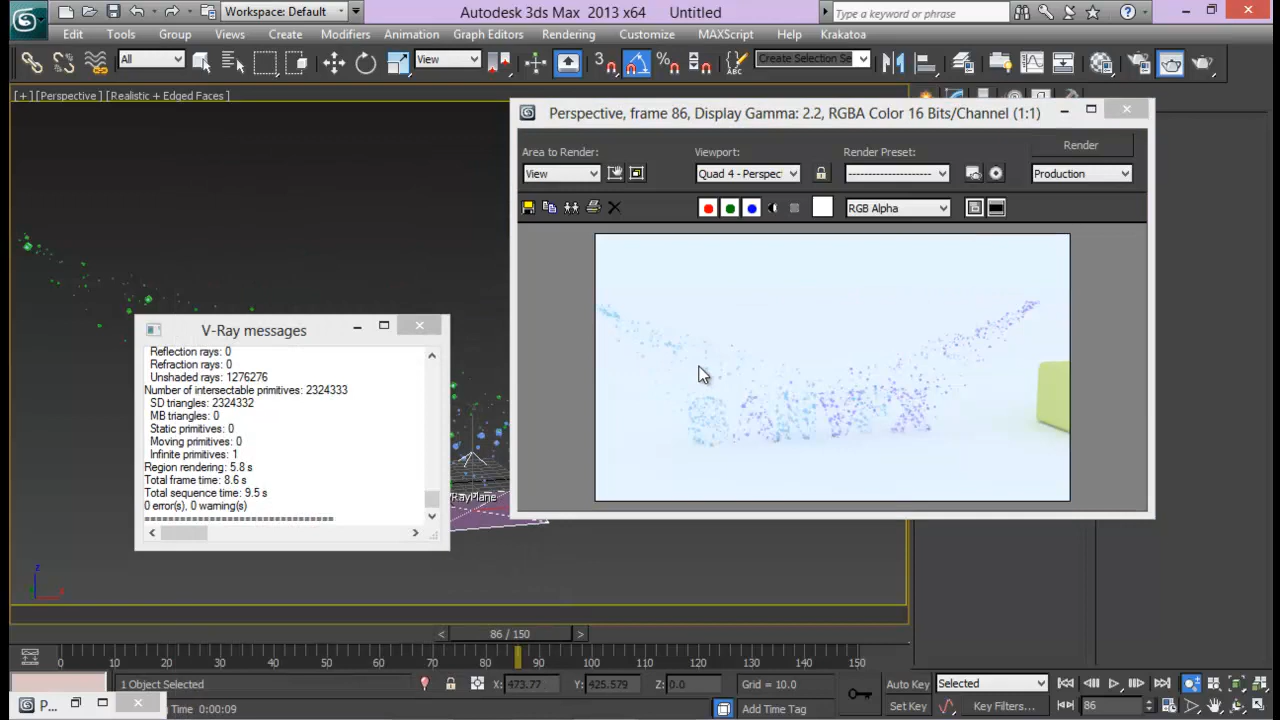 Workspace: Default
Autodesk 3ds Max 2013 x64 Untitled
Type a keyword or phrase
Edit Tools Group Views Create Modifiers Animation Graph Editors Rendering Customize MAXScript Help Krakatoa
All
View
3
Create Selection Se
[+] [Perspective] [Realistic + Edged Faces]
Perspective, frame 86, Display Gamma: 2.2, RGBA Color 16 Bits/Channel (1:1)
Area to Render:
Viewport:
Render Preset:
Render
View
Quad 4 - Perspect
Production
RGB Alpha
V-Ray messages
Reflection rays: 0
Refraction rays: 0
Unshaded rays: 1276276
Number of intersectable primitives: 2324333
SD triangles: 2324332
MB triangles: 0
Static primitives: 0
Moving primitives: 0
Infinite primitives: 1
Region rendering: 5.8 s
Total frame time: 8.6 s
Total sequence time: 9.5 s
0 error(s), 0 warning(s)
==============================
VRayPlane
z
x
86 / 150
0 10 20 30 40 50 60 70 80 90 100 110 120 130 140 150
1 Object Selected
X: 473.77
Y: 425.579
Z: 0.0
Grid = 10.0
Auto Key
Selected
P...
Time 0:00:09
Add Time Tag
Set Key
Key Filters...
86